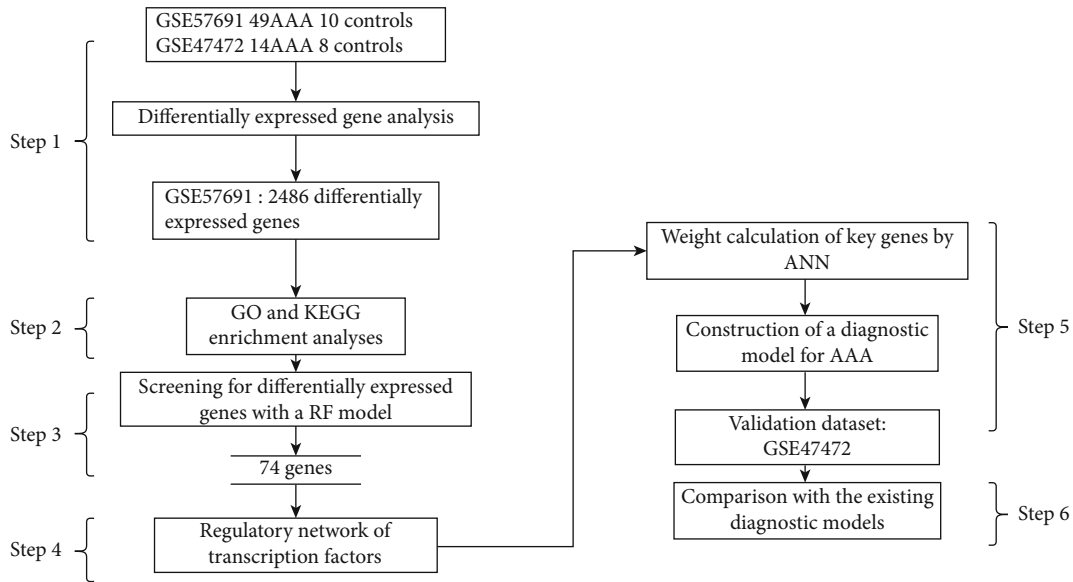 GSE57691 49AAA 10 controls
GSE47472 14AAA 8 controls
Step 1
Differentially expressed gene analysis
GSE57691 : 2486 differentially
expressed genes
Step 2
GO and KEGG
enrichment analyses
Step 3
Screening for differentially expressed
genes with a RF model
74 genes
Step 4
Regulatory network of
transcription factors
Weight calculation of key genes by
ANN
Step 5
Construction of a diagnostic
model for AAA
Validation dataset:
GSE47472
Comparison with the existing
diagnostic models
Step 6